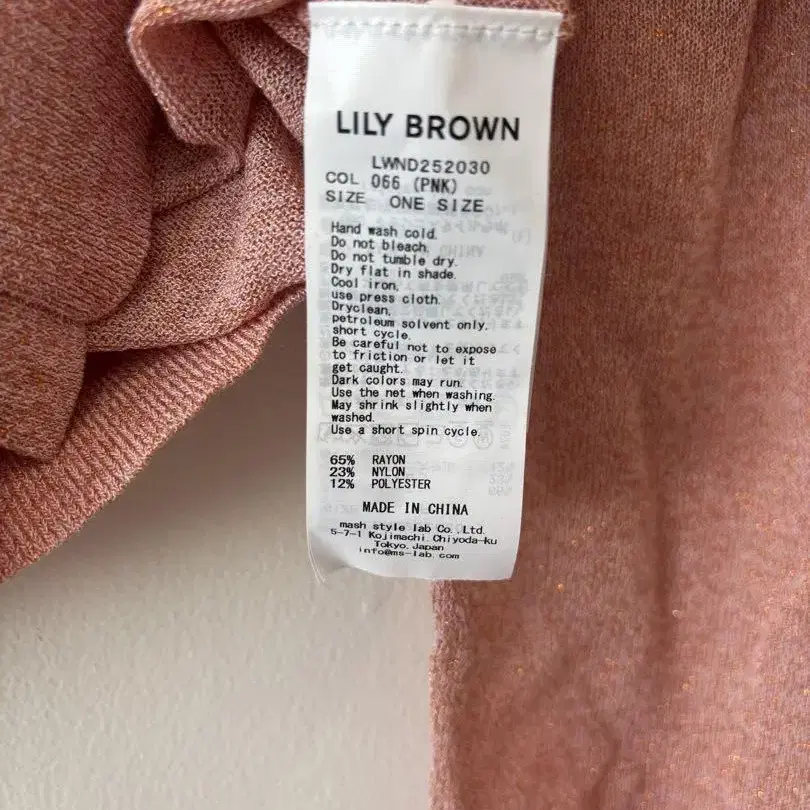 LILY BROWN
LWND252030
COL 066 (PNK)
SIZE ONE SIZE
Hand wash cold.
Do not bleach.
Do not tumble dry.
Dry flat in shade.
Cool iron,
use press cloth.
Dryclean,
petroleum solvent only,
short cycle.
Be careful not to expose
to friction or let it
get caught.
Dark colors may run.
Use the net when washing.
May shrink slightly when
washed.
Use a short spin cycle.
65% RAYON
23% NYLON
12% POLYESTER
MADE IN CHINA
mash style lab Co.,Ltd.
5-7-1 Kojimachi Chiyoda-ku
Tokyo Japan
info@ms-lab.com